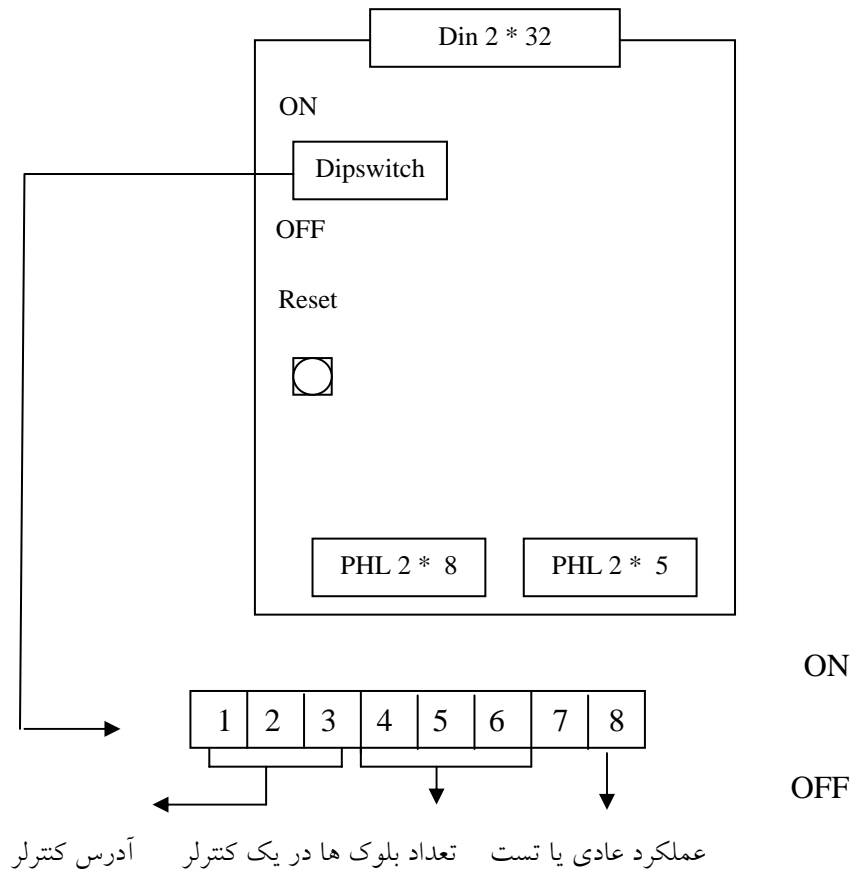 Din 2 * 32
ON
Dipswitch
OFF
Reset
PHL 2 * 8
PHL 2 * 5
ON
1 2 3 4 5 6 7 8
OFF
عملکرد عادی یا تست
تعداد بلوک ها در یک کنترلر
آدرس کنترلر